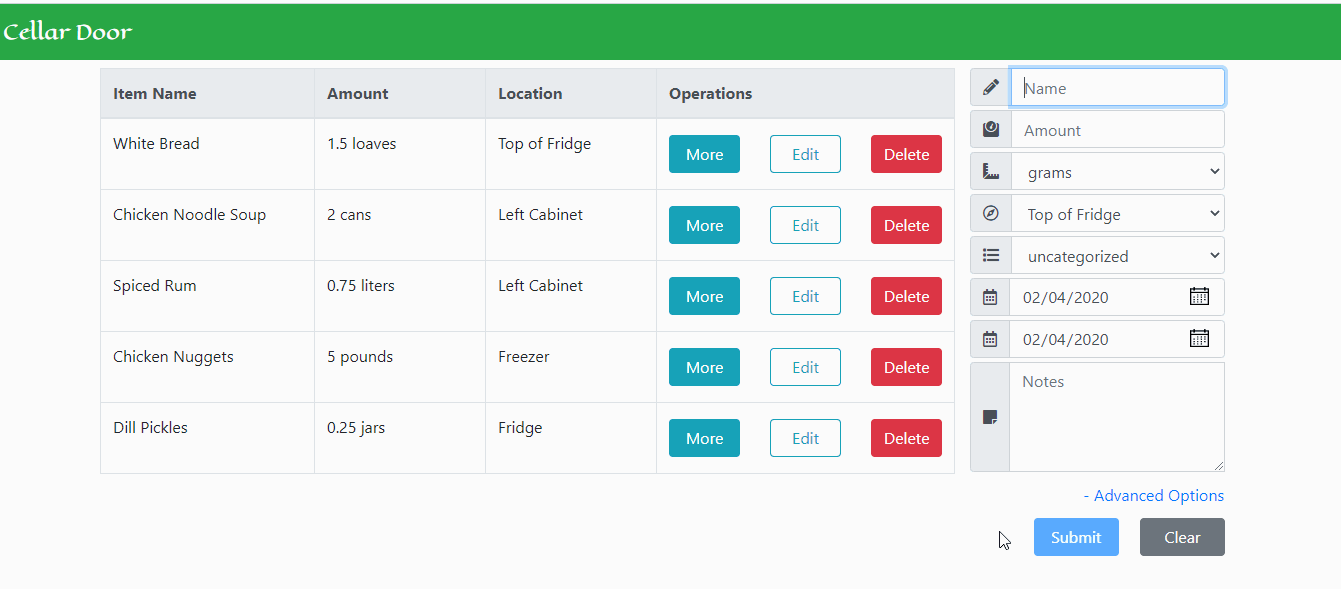 Cellar Door
Item Name Amount Location Operations
White Bread 1.5 loaves Top of Fridge More Edit Delete
Chicken Noodle Soup 2 cans Left Cabinet More Edit Delete
Spiced Rum 0.75 liters Left Cabinet More Edit Delete
Chicken Nuggets 5 pounds Freezer More Edit Delete
Dill Pickles 0.25 jars Fridge More Edit Delete
Name
Amount
grams
Top of Fridge
uncategorized
02/04/2020
02/04/2020
Notes
- Advanced Options
Submit Clear